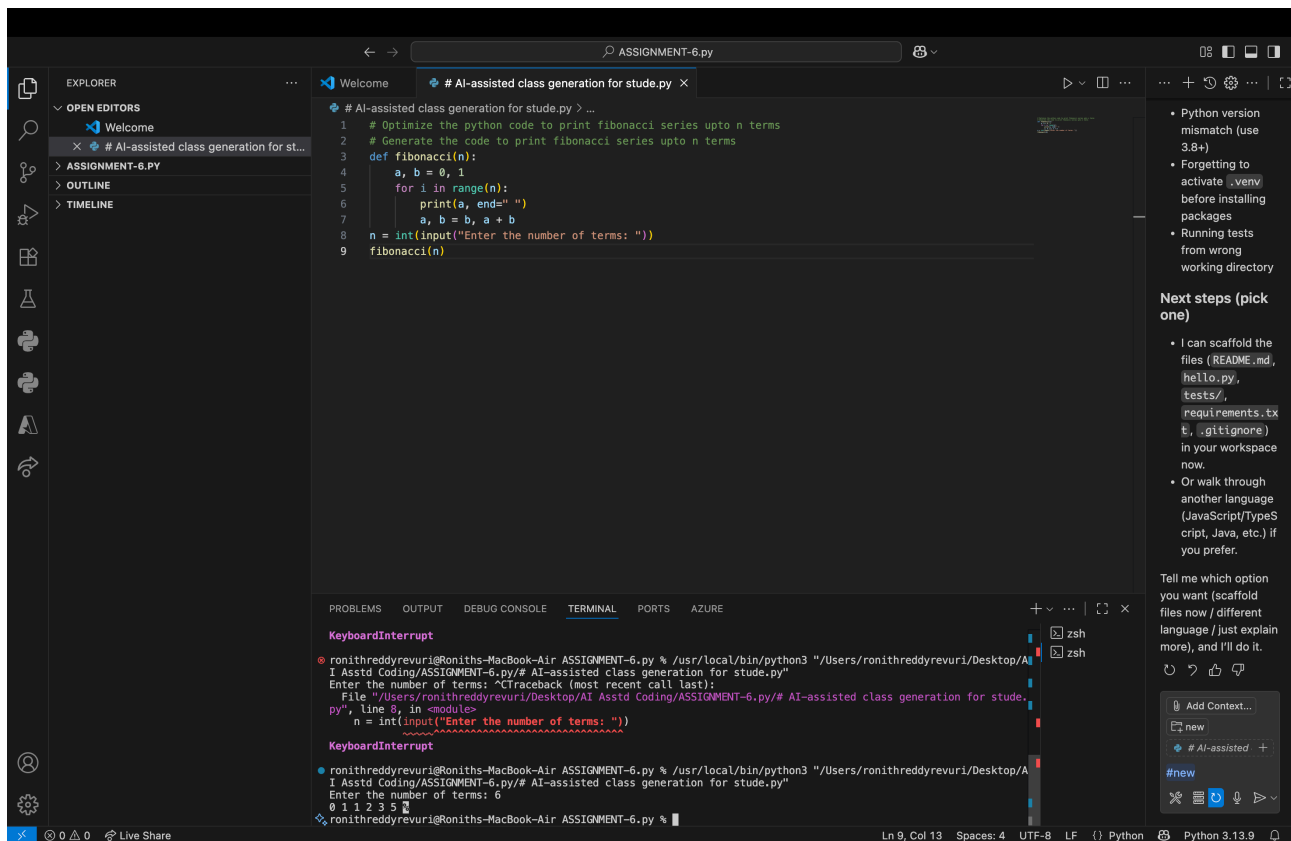 ASSIGNMENT-6.py
EXPLORER
OPEN EDITORS
Welcome
# AI-assisted class generation for st...
ASSIGNMENT-6.PY
OUTLINE
TIMELINE
Welcome
# AI-assisted class generation for stude.py
# AI-assisted class generation for stude.py > ...
1 # Optimize the python code to print fibonacci series upto n terms
2 # Generate the code to print fibonacci series upto n terms
3 def fibonacci(n):
4 a, b = 0, 1
5 for i in range(n):
6 print(a, end=" ")
7 a, b = b, a + b
8 n = int(input("Enter the number of terms: "))
9 fibonacci(n)
PROBLEMS OUTPUT DEBUG CONSOLE TERMINAL PORTS AZURE
KeyboardInterrupt
ronithreddyrevuri@Roniths-MacBook-Air ASSIGNMENT-6.py % /usr/local/bin/python3 "/Users/ronithreddyrevuri/Desktop/A
I Asstd Coding/ASSIGNMENT-6.py/# AI-assisted class generation for stude.py"
Enter the number of terms: ^CTraceback (most recent call last):
File "/Users/ronithreddyrevuri/Desktop/AI Asstd Coding/ASSIGNMENT-6.py/# AI-assisted class generation for stude.
py", line 8, in <module>
n = int(input("Enter the number of terms: "))
~~~~~^^^^^^^^^^^^^^^^^^^^^^^^^^^^^^^
KeyboardInterrupt
ronithreddyrevuri@Roniths-MacBook-Air ASSIGNMENT-6.py % /usr/local/bin/python3 "/Users/ronithreddyrevuri/Desktop/A
I Asstd Coding/ASSIGNMENT-6.py/# AI-assisted class generation for stude.py"
Enter the number of terms: 6
0 1 1 2 3 5 %
ronithreddyrevuri@Roniths-MacBook-Air ASSIGNMENT-6.py %
zsh
zsh
• Python version
mismatch (use
3.8+)
• Forgetting to
activate .venv
before installing
packages
• Running tests
from wrong
working directory
Next steps (pick
one)
• I can scaffold the
files (README.md,
hello.py,
tests/,
requirements.tx
t, .gitignore)
in your workspace
now.
• Or walk through
another language
(JavaScript/TypeS
cript, Java, etc.) if
you prefer.
Tell me which option
you want (scaffold
files now / different
language / just explain
more), and I'll do it.
Add Context...
new
# AI-assisted
#new
0 0 Live Share
Ln 9, Col 13 Spaces: 4 UTF-8 LF {} Python Python 3.13.9